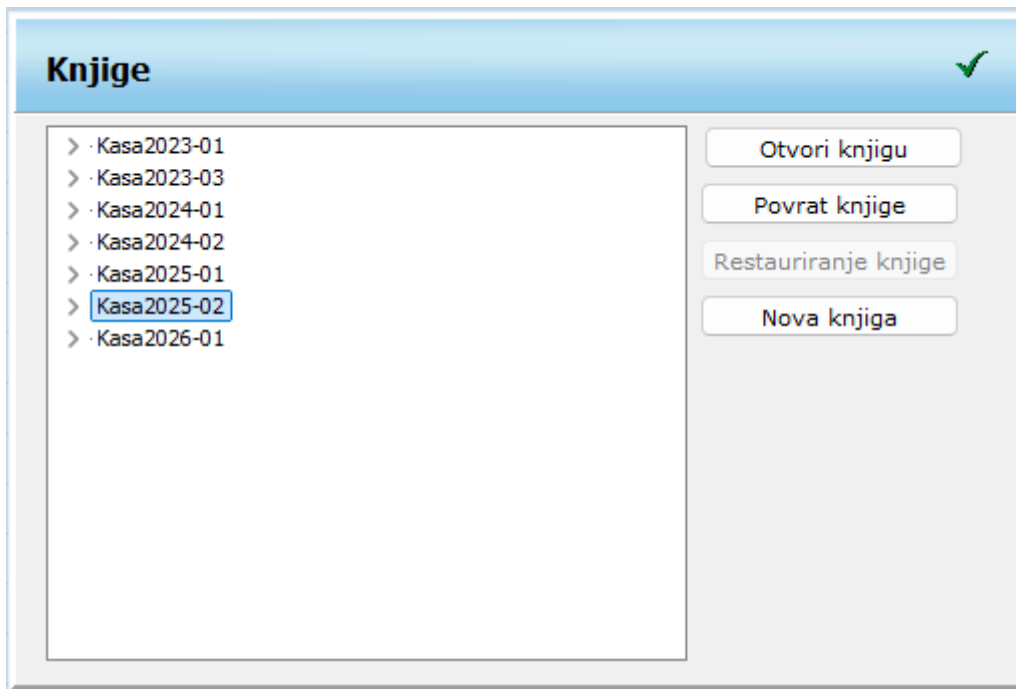 Knjige
Kasa2023-01
Kasa2023-03
Kasa2024-01
Kasa2024-02
Kasa2025-01
Kasa2025-02
Kasa2026-01
Otvori knjigu
Povrat knjige
Restauriranje knjige
Nova knjiga